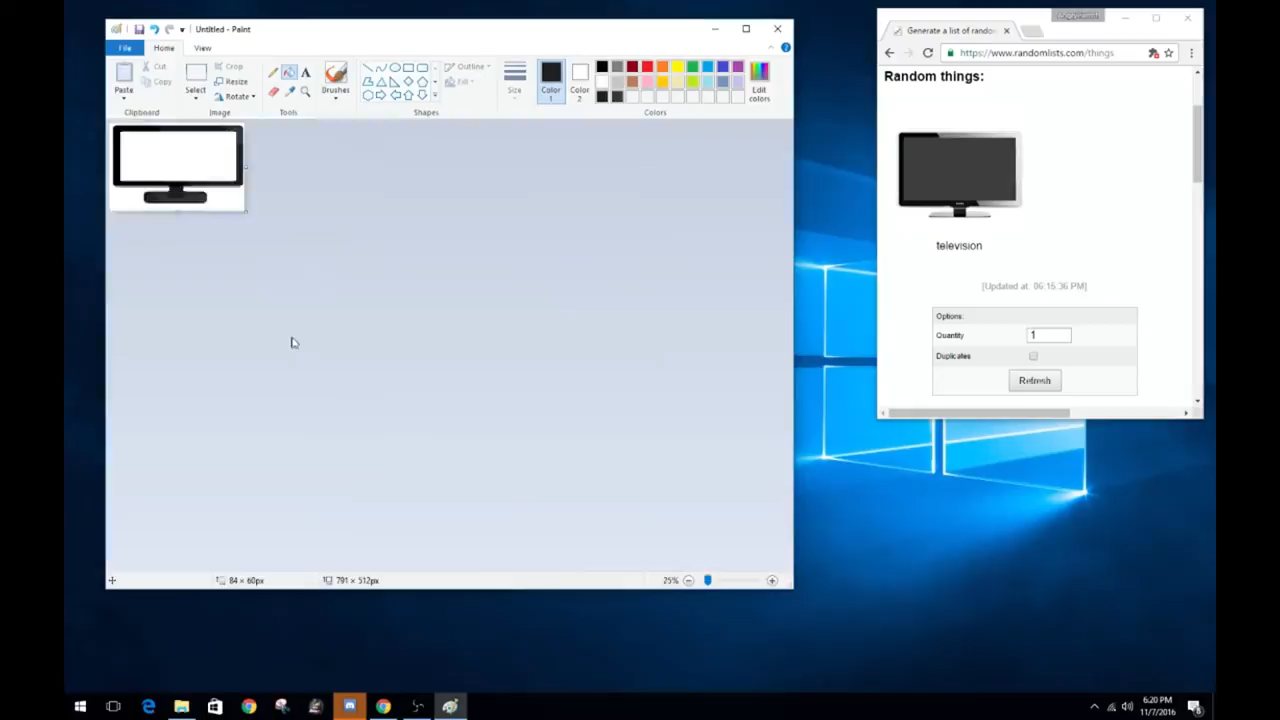 Untitled - Paint
File Home View
Paste
Cut
Copy
Select
Crop
Resize
Rotate
A
Brushes
Outline
Fill
Size
Color 1
Color 2
Edit colors
Clipboard
Image
Tools
Shapes
Colors
84 × 60px
791 × 512px
25%
Generate a list of rando
https://www.randomlists.com/things
Random things:
television
[Updated at 06:15:36 PM]
Options:
Quantity 1
Duplicates
Refresh
6:20 PM
11/7/2016